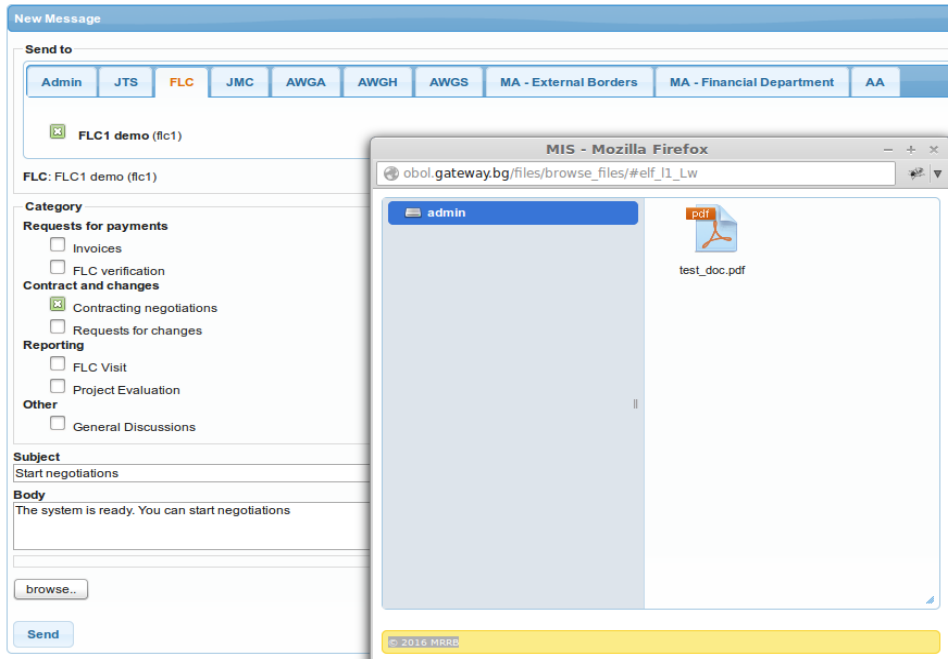 New Message
Send to
Admin JTS FLC JMC AWGA AWGH AWGS MA - External Borders MA - Financial Department AA
FLC1 demo (flc1)
FLC: FLC1 demo (flc1)
Category
Requests for payments
Invoices
FLC verification
Contract and changes
Contracting negotiations
Requests for changes
Reporting
FLC Visit
Project Evaluation
Other
General Discussions
Subject
Start negotiations
Body
The system is ready. You can start negotiations
browse..
Send
MIS - Mozilla Firefox
obol.gateway.bg/files/browse_files/#elf_l1_Lw
admin
pdf
test_doc.pdf
© 2016 MRRB